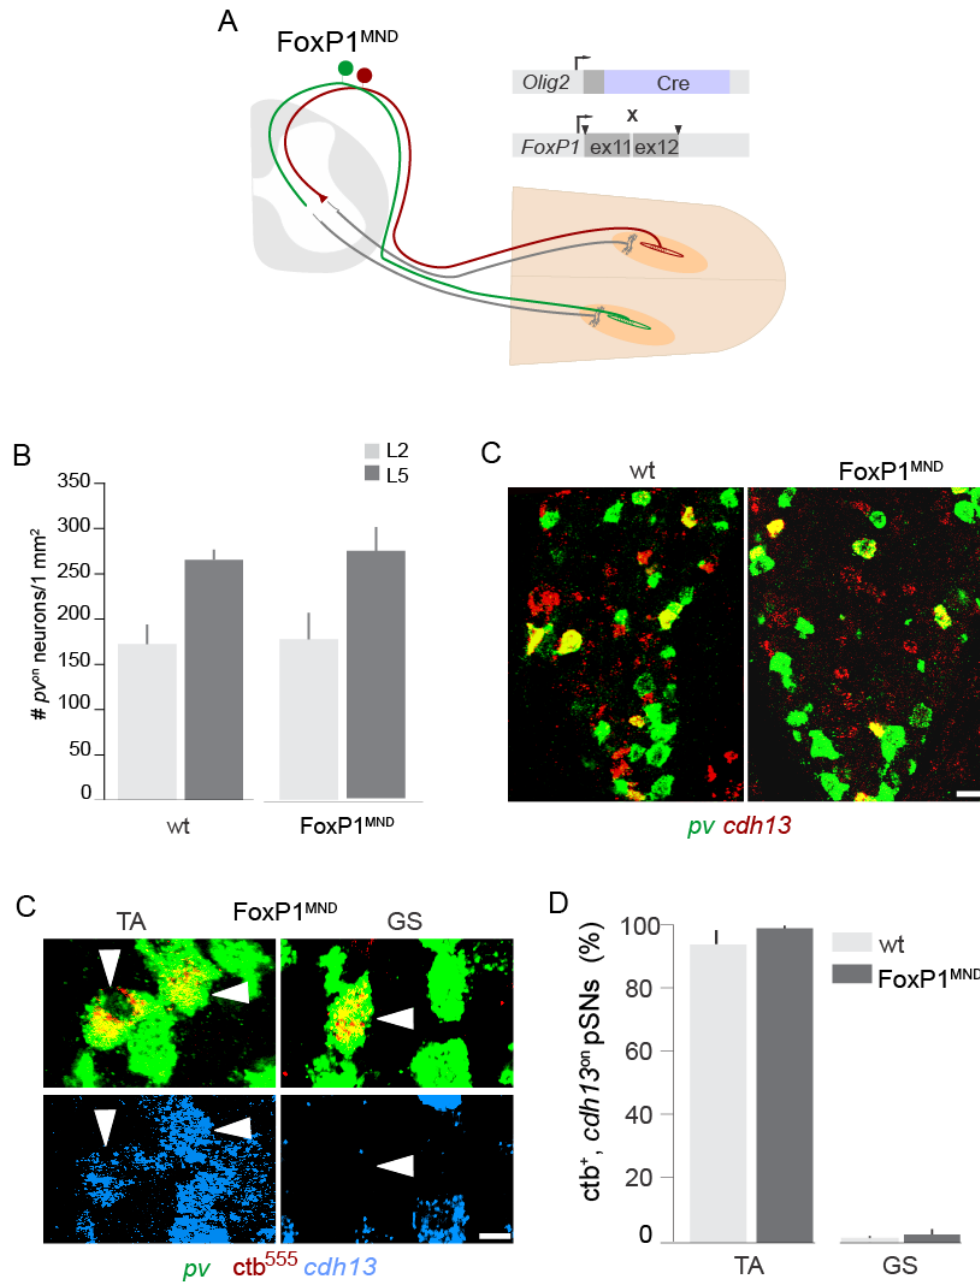 A
FoxP1MND
Olig2 Cre
x
FoxP1 ex11 ex12
B
L2
L5
# pvon neurons/1 mm2
350
300
250
200
150
100
50
0
wt FoxP1MND
C
wt FoxP1MND
pv cdh13
C
FoxP1MND
TA GS
pv ctb555 cdh13
D
wt
FoxP1MND
ctb+, cdh13on pSNs (%)
100
80
60
40
20
0
TA GS